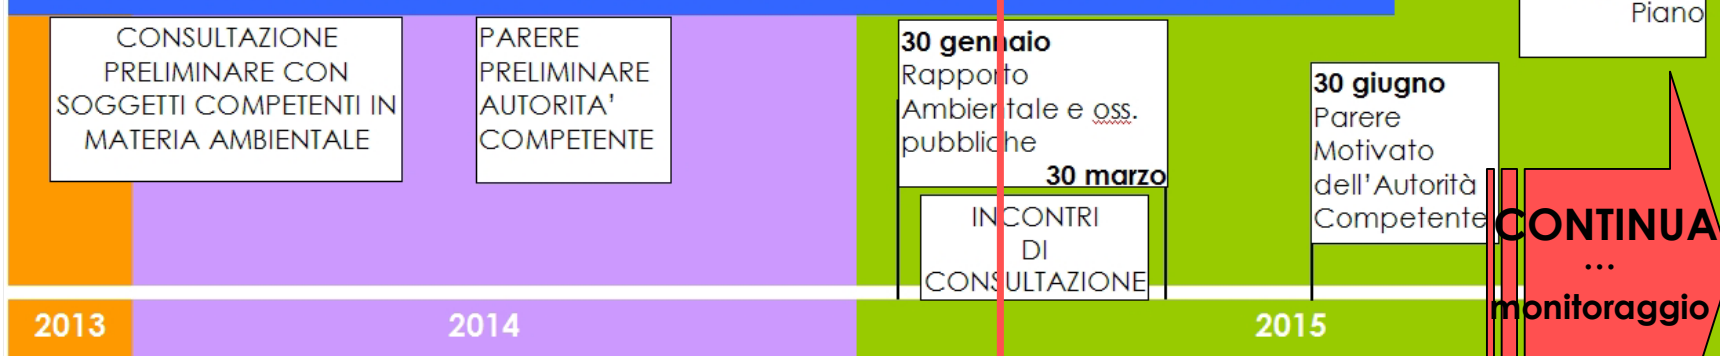 CONSULTAZIONE
PRELIMINARE CON
SOGGETTI COMPETENTI IN
MATERIA AMBIENTALE
PARERE
PRELIMINARE
AUTORITA'
COMPETENTE
30 gennaio
Rapporto
Ambientale e oss.
pubbliche
30 marzo
INCONTRI
DI
CONSULTAZIONE
30 giugno
Parere
Motivato
dell'Autorità
Competente
Piano
CONTINUA
...
monitoraggio
2013
2014
2015